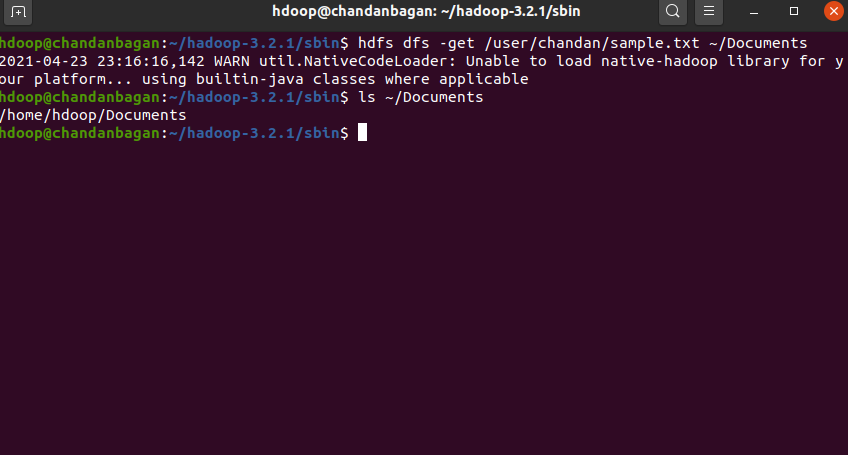 hdoop@chandanbagan: ~/hadoop-3.2.1/sbin
hdoop@chandanbagan:~/hadoop-3.2.1/sbin$ hdfs dfs -get /user/chandan/sample.txt ~/Documents
2021-04-23 23:16:16,142 WARN util.NativeCodeLoader: Unable to load native-hadoop library for y
our platform... using builtin-java classes where applicable
hdoop@chandanbagan:~/hadoop-3.2.1/sbin$ ls ~/Documents
/home/hdoop/Documents
hdoop@chandanbagan:~/hadoop-3.2.1/sbin$